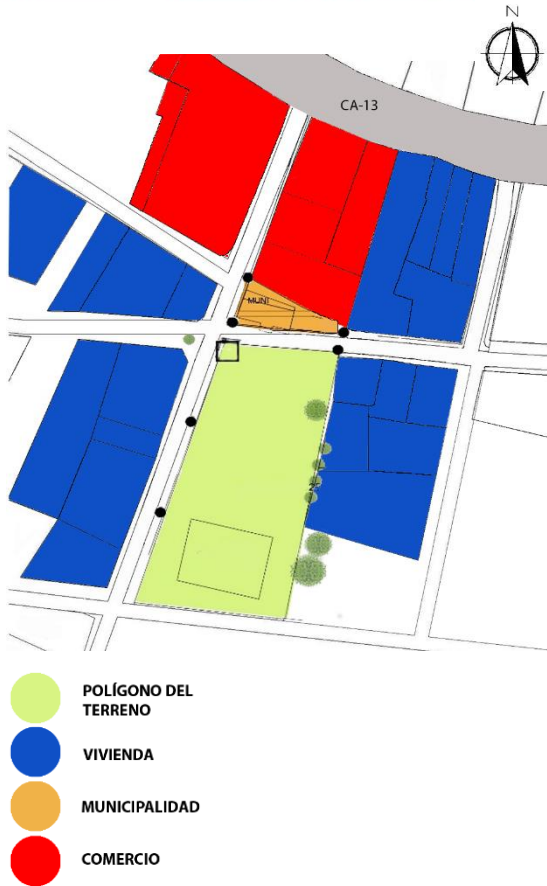 N
CA-13
MUNI
POLÍGONO DEL
TERRENO
VIVIENDA
MUNICIPALIDAD
COMERCIO